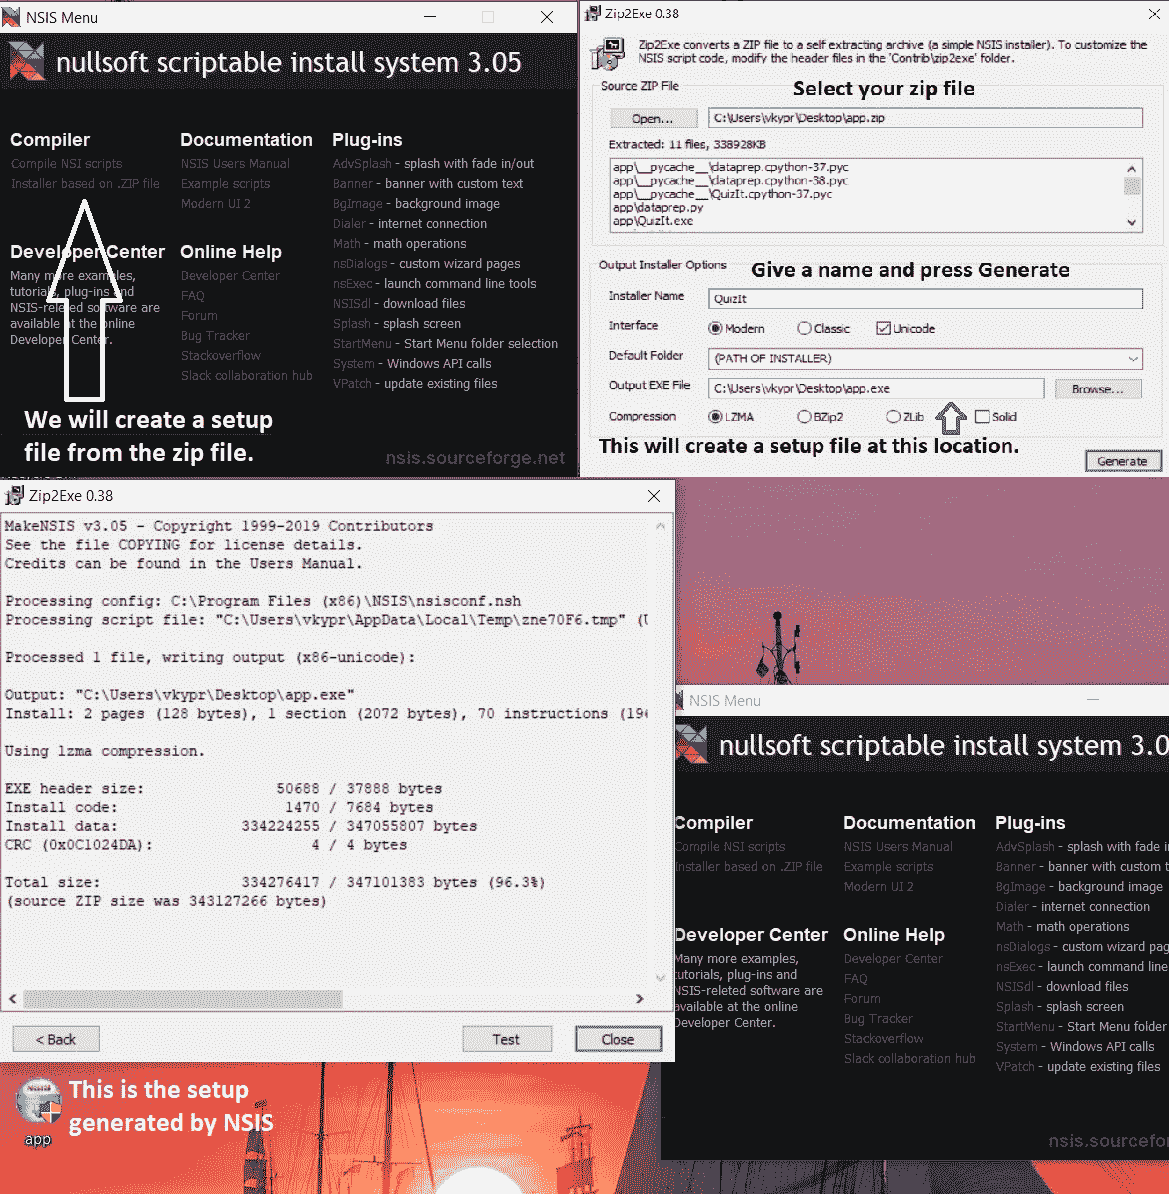 NSIS Menu
nullsoft scriptable install system 3.05
Compiler
Compile NSI scripts
Installer based on .ZIP file
Developer Center
Many more examples,
tutorials, plug-ins and
NSIS-releted software are
available at the online
Developer Center.
Documentation
NSIS Users Manual
Example scripts
Modern UI 2
Online Help
Developer Center
FAQ
Forum
Bug Tracker
Stackoverflow
Slack collaboration hub
Plug-ins
AdvSplash - splash with fade in/out
Banner - banner with custom text
BgImage - background image
Dialer - internet connection
Math - math operations
nsDialogs - custom wizard pages
nsExec - launch command line tools
NSISdl - download files
Splash - splash screen
StartMenu - Start Menu folder selection
System - Windows API calls
VPatch - update existing files
We will create a setup
file from the zip file.
nsis.sourceforge.net
Zip2Exe 0.38
Zip2Exe converts a ZIP file to a self extracting archive (a simple NSIS installer). To customize the
NSIS script code, modify the header files in the 'Contrib\zip2exe' folder.
Source ZIP File
Select your zip file
Open...
C:\Users\vkypr\Desktop\app.zip
Extracted: 11 files, 338928KB
app\__pycache__\dataprep.cpython-37.pyc
app\__pycache__\dataprep.cpython-38.pyc
app\__pycache__\QuizIt.cpython-37.pyc
app\dataprep.py
app\QuizIt.exe
Output Installer Options
Give a name and press Generate
Installer Name
QuizIt
Interface
Modern
Classic
Unicode
Default Folder
(PATH OF INSTALLER)
Output EXE File
C:\Users\vkypr\Desktop\app.exe
Browse...
Compression
LZMA
BZip2
ZLib
Solid
This will create a setup file at this location.
Generate
Zip2Exe 0.38
MakeNSIS v3.05 - Copyright 1999-2019 Contributors
See the file COPYING for license details.
Credits can be found in the Users Manual.
Processing config: C:\Program Files (x86)\NSIS\nsisconf.nsh
Processing script file: "C:\Users\vkypr\AppData\Local\Temp\zne70F6.tmp" (U
Processed 1 file, writing output (x86-unicode):
Output: "C:\Users\vkypr\Desktop\app.exe"
Install: 2 pages (128 bytes), 1 section (2072 bytes), 70 instructions (196
Using lzma compression.
EXE header size: 50688 / 37888 bytes
Install code: 1470 / 7684 bytes
Install data: 334224255 / 347055807 bytes
CRC (0x0C1024DA): 4 / 4 bytes
Total size: 334276417 / 347101383 bytes (96.3%)
(source ZIP size was 343127266 bytes)
< Back
Test
Close
NSIS Menu
nullsoft scriptable install system 3.0
Compiler
Compile NSI scripts
Installer based on .ZIP file
Developer Center
Many more examples,
tutorials, plug-ins and
NSIS-releted software are
available at the online
Developer Center.
Documentation
NSIS Users Manual
Example scripts
Modern UI 2
Online Help
Developer Center
FAQ
Forum
Bug Tracker
Stackoverflow
Slack collaboration hub
Plug-ins
AdvSplash - splash with fade i
Banner - banner with custom t
BgImage - background image
Dialer - internet connection
Math - math operations
nsDialogs - custom wizard pag
nsExec - launch command line
NSISdl - download files
Splash - splash screen
StartMenu - Start Menu folder
System - Windows API calls
VPatch - update existing files
nsis.sourcefor
This is the setup
generated by NSIS
app